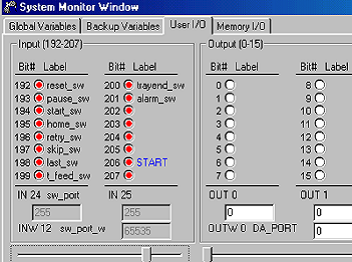 System Monitor Window
Global Variables Backup Variables User I/O Memory I/O
Input (192-207) Output (0-15)
Bit# Label Bit# Label Bit# Label Bit# Label
192 reset_sw 200 trayend_sw 0 8
193 pause_sw 201 alarm_sw 1 9
194 start_sw 202 2 10
195 home_sw 203 3 11
196 retry_sw 204 4 12
197 skip_sw 205 5 13
198 last_sw 206 START 6 14
199 t_feed_sw 207 7 15
IN 24 sw_port IN 25 OUT 0 OUT 1
255 255 0 0
INW 12 sw_port_w 65535 OUTW 0 DA_PORT 0